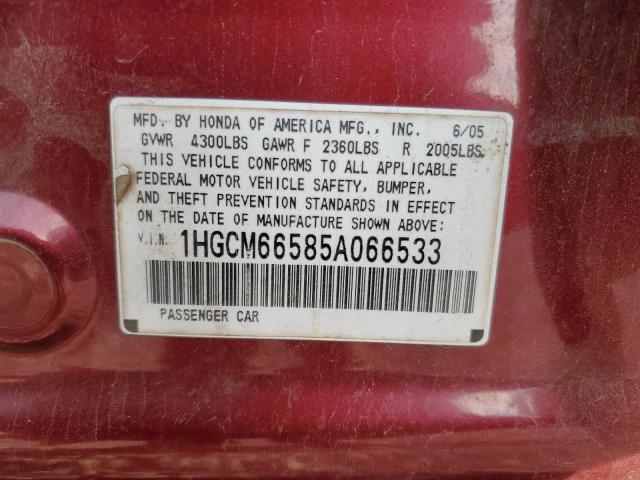 MFD. BY HONDA OF AMERICA MFG., INC. 6/05
GVWR 4300LBS GAWR F 2360LBS R 2005LBS
THIS VEHICLE CONFORMS TO ALL APPLICABLE
FEDERAL MOTOR VEHICLE SAFETY, BUMPER,
AND THEFT PREVENTION STANDARDS IN EFFECT
ON THE DATE OF MANUFACTURE SHOWN ABOVE:
V.I.N. 1HGCM66585A066533
PASSENGER CAR